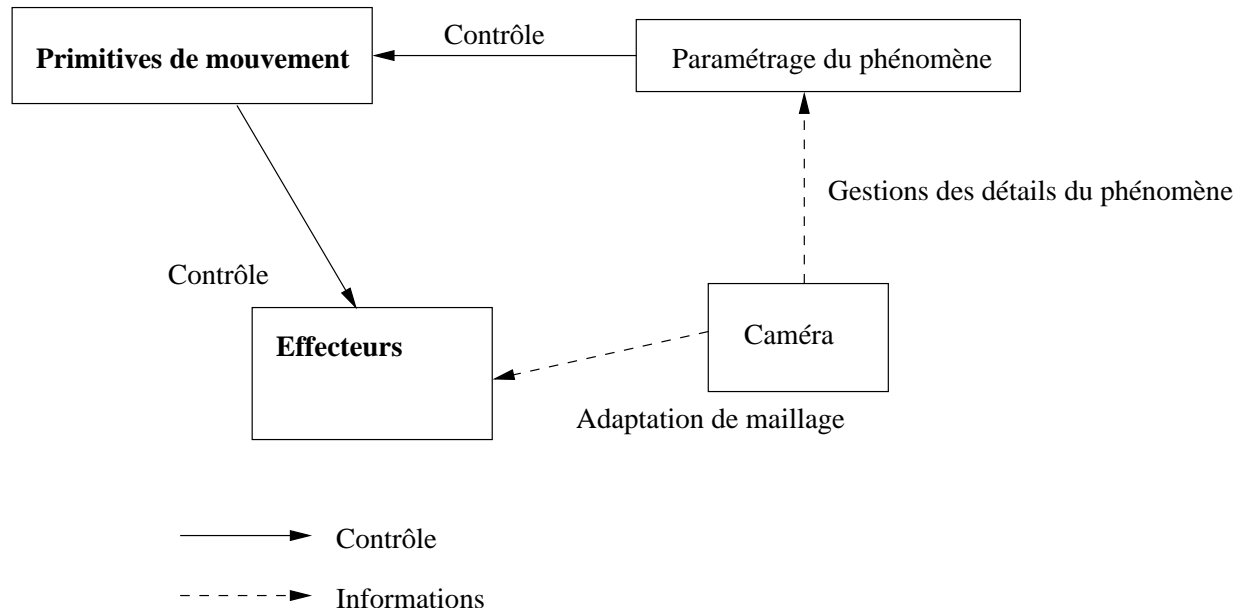 Contrôle
Primitives de mouvement
Paramétrage du phénomène
Gestions des détails du phénomène
Contrôle
Effecteurs
Caméra
Adaptation de maillage
Contrôle
Informations